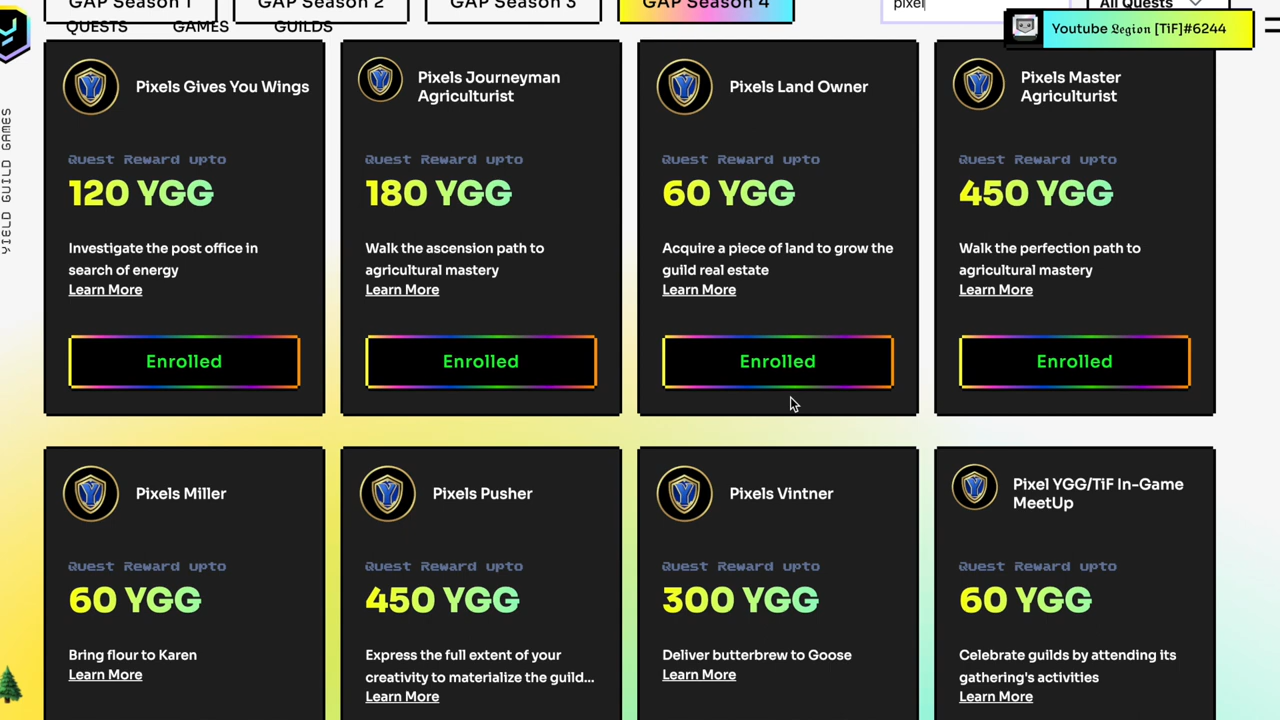 GAP Season 1
GAP Season 2
GAP Season 3
GAP Season 4
pixel
All Quests
QUESTS
GAMES
GUILDS
Youtube 𝕷𝖊𝖌𝖎𝖔𝖓 [TiF]#6244
YIELD GUILD GAMES
Pixels Gives You Wings
Quest Reward upto
120 YGG
Investigate the post office in
search of energy
Learn More
Enrolled
Pixels Journeyman
Agriculturist
Quest Reward upto
180 YGG
Walk the ascension path to
agricultural mastery
Learn More
Enrolled
Pixels Land Owner
Quest Reward upto
60 YGG
Acquire a piece of land to grow the
guild real estate
Learn More
Enrolled
Pixels Master
Agriculturist
Quest Reward upto
450 YGG
Walk the perfection path to
agricultural mastery
Learn More
Enrolled
Pixels Miller
Quest Reward upto
60 YGG
Bring flour to Karen
Learn More
Pixels Pusher
Quest Reward upto
450 YGG
Express the full extent of your
creativity to materialize the guild...
Learn More
Pixels Vintner
Quest Reward upto
300 YGG
Deliver butterbrew to Goose
Learn More
Pixel YGG/TiF In-Game
MeetUp
Quest Reward upto
60 YGG
Celebrate guilds by attending its
gathering's activities
Learn More